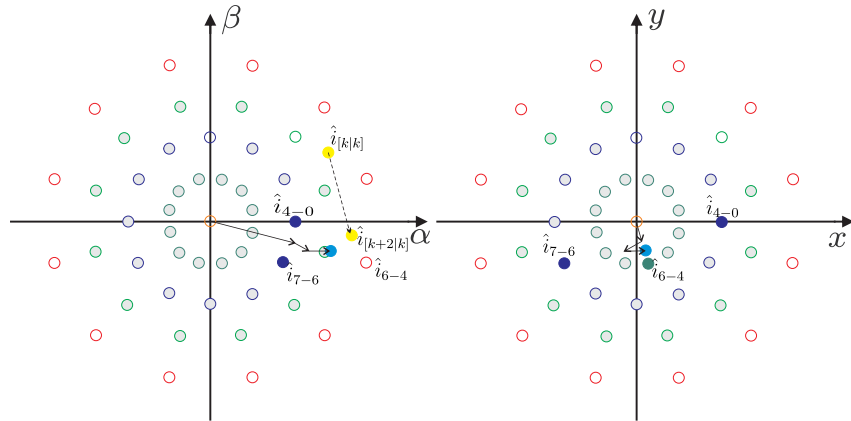 β
î[k|k]
î4−0
α
î[k+2|k]
î7−6
î6−4
y
î4−0
x
î7−6
î6−4